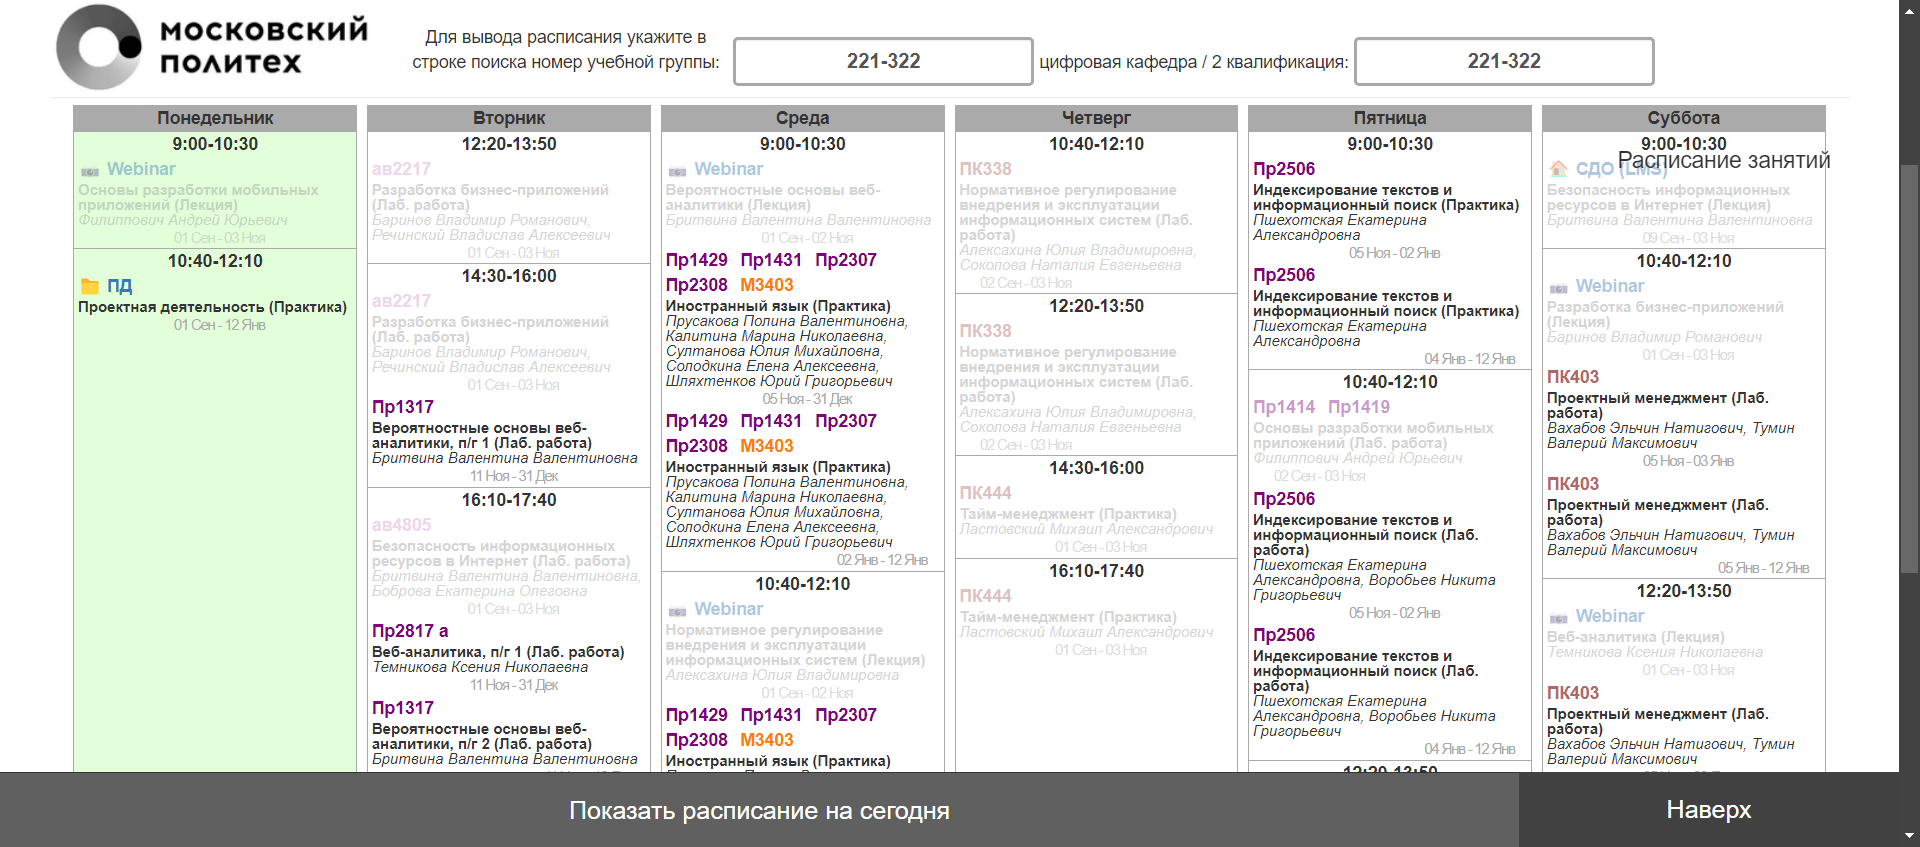 московский
политех
Для вывода расписания укажите в
строке поиска номер учебной группы:
221-322
цифровая кафедра / 2 квалификация:
221-322
Расписание занятий
Понедельник
9:00-10:30
Webinar
Основы разработки мобильных
приложений (Лекция)
Филиппович Андрей Юрьевич
01 Сен - 03 Ноя
10:40-12:10
ПД
Проектная деятельность (Практика)
01 Сен - 12 Янв
Вторник
12:20-13:50
ав2217
Разработка бизнес-приложений
(Лаб. работа)
Баринов Владимир Романович,
Речинский Владислав Алексеевич
01 Сен - 03 Ноя
14:30-16:00
ав2217
Разработка бизнес-приложений
(Лаб. работа)
Баринов Владимир Романович,
Речинский Владислав Алексеевич
01 Сен - 03 Ноя
Пр1317
Вероятностные основы веб-
аналитики, п/г 1 (Лаб. работа)
Бритвина Валентина Валентиновна
11 Ноя - 31 Дек
16:10-17:40
ав4805
Безопасность информационных
ресурсов в Интернет (Лаб. работа)
Бритвина Валентина Валентиновна,
Боброва Екатерина Олеговна
01 Сен - 03 Ноя
Пр2817 а
Веб-аналитика, п/г 1 (Лаб. работа)
Темникова Ксения Николаевна
11 Ноя - 31 Дек
Пр1317
Вероятностные основы веб-
аналитики, п/г 2 (Лаб. работа)
Бритвина Валентина Валентиновна
Среда
9:00-10:30
Webinar
Вероятностные основы веб-
аналитики (Лекция)
Бритвина Валентина Валентиновна
01 Сен - 02 Ноя
Пр1429 Пр1431 Пр2307
Пр2308 М3403
Иностранный язык (Практика)
Прусакова Полина Валентиновна,
Калитина Марина Николаевна,
Султанова Юлия Михайловна,
Солодкина Елена Алексеевна,
Шляхтенков Юрий Григорьевич
05 Ноя - 31 Дек
Пр1429 Пр1431 Пр2307
Пр2308 М3403
Иностранный язык (Практика)
Прусакова Полина Валентиновна,
Калитина Марина Николаевна,
Султанова Юлия Михайловна,
Солодкина Елена Алексеевна,
Шляхтенков Юрий Григорьевич
02 Янв - 12 Янв
10:40-12:10
Webinar
Нормативное регулирование
внедрения и эксплуатации
информационных систем (Лекция)
Алексахина Юлия Владимировна
01 Сен - 02 Ноя
Пр1429 Пр1431 Пр2307
Пр2308 М3403
Иностранный язык (Практика)
Четверг
10:40-12:10
ПК338
Нормативное регулирование
внедрения и эксплуатации
информационных систем (Лаб.
работа)
Алексахина Юлия Владимировна,
Соколова Наталия Евгеньевна
02 Сен - 03 Ноя
12:20-13:50
ПК338
Нормативное регулирование
внедрения и эксплуатации
информационных систем (Лаб.
работа)
Алексахина Юлия Владимировна,
Соколова Наталия Евгеньевна
02 Сен - 03 Ноя
14:30-16:00
ПК444
Тайм-менеджмент (Практика)
Ластовский Михаил Александрович
01 Сен - 03 Ноя
16:10-17:40
ПК444
Тайм-менеджмент (Практика)
Ластовский Михаил Александрович
01 Сен - 03 Ноя
Пятница
9:00-10:30
Пр2506
Индексирование текстов и
информационный поиск (Практика)
Пшехотская Екатерина
Александровна
05 Ноя - 02 Янв
Пр2506
Индексирование текстов и
информационный поиск (Практика)
Пшехотская Екатерина
Александровна
04 Янв - 12 Янв
10:40-12:10
Пр1414 Пр1419
Основы разработки мобильных
приложений (Лаб. работа)
Филиппович Андрей Юрьевич
02 Сен - 03 Ноя
Пр2506
Индексирование текстов и
информационный поиск (Лаб.
работа)
Пшехотская Екатерина
Александровна, Воробьев Никита
Григорьевич
05 Ноя - 02 Янв
Пр2506
Индексирование текстов и
информационный поиск (Лаб.
работа)
Пшехотская Екатерина
Александровна, Воробьев Никита
Григорьевич
04 Янв - 12 Янв
12:20-13:50
Суббота
9:00-10:30
СДО (LMS)
Безопасность информационных
ресурсов в Интернет (Лекция)
Бритвина Валентина Валентиновна
09 Сен - 03 Ноя
10:40-12:10
Webinar
Разработка бизнес-приложений
(Лекция)
Баринов Владимир Романович
01 Сен - 03 Ноя
ПК403
Проектный менеджмент (Лаб.
работа)
Вахабов Эльчин Натигович, Тумин
Валерий Максимович
05 Ноя - 03 Янв
ПК403
Проектный менеджмент (Лаб.
работа)
Вахабов Эльчин Натигович, Тумин
Валерий Максимович
05 Янв - 12 Янв
12:20-13:50
Webinar
Веб-аналитика (Лекция)
Темникова Ксения Николаевна
01 Сен - 03 Ноя
ПК403
Проектный менеджмент (Лаб.
работа)
Вахабов Эльчин Натигович, Тумин
Валерий Максимович
Показать расписание на сегодня
Наверх